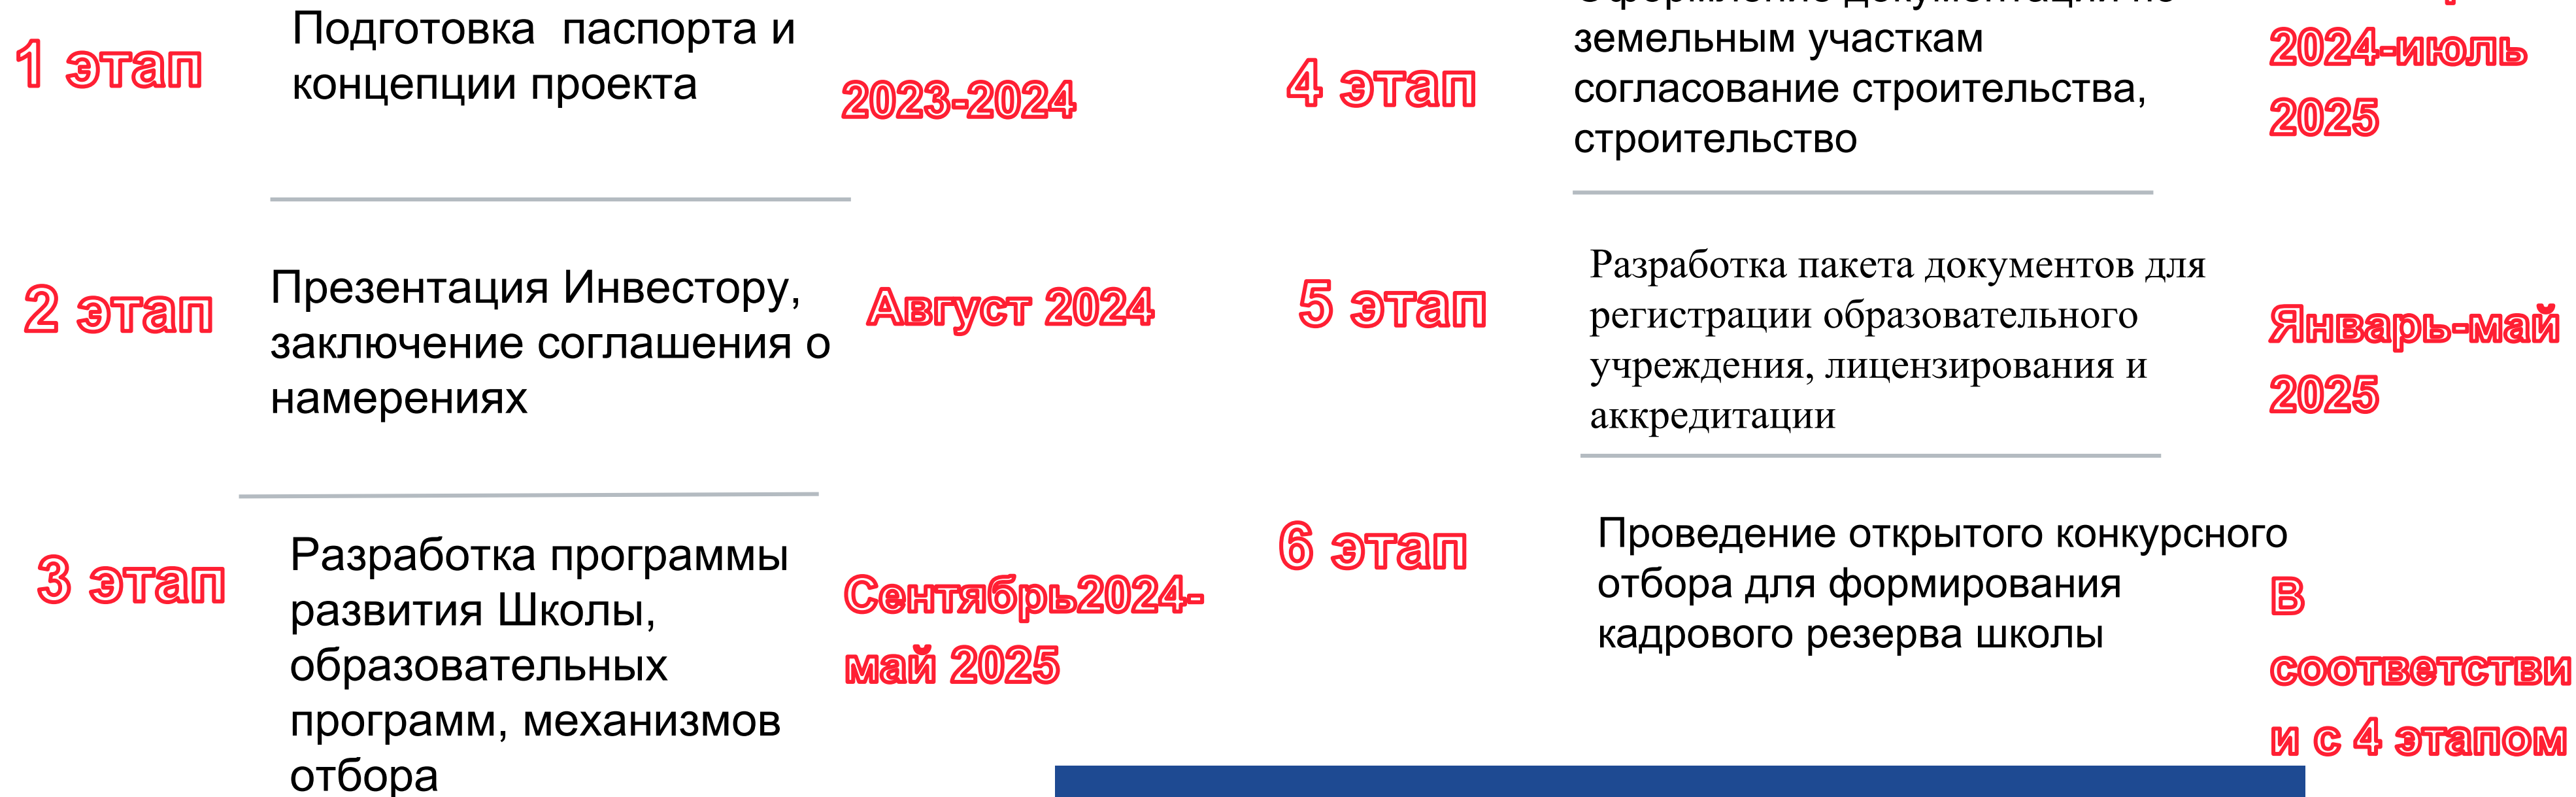 1 этап
Подготовка  паспорта и
концепции проекта
2023-2024
2 этап
Презентация Инвестору,
заключение соглашения о
намерениях
Август 2024
3 этап
Разработка программы
развития Школы,
образовательных
программ, механизмов
отбора
Сентябрь2024-
май 2025
4 этап
Оформление документации по
земельным участкам
согласование строительства,
строительство
2024-июль
2025
5 этап
Разработка пакета документов для
регистрации образовательного
учреждения, лицензирования и
аккредитации
Январь-май
2025
6 этап
Проведение открытого конкурсного
отбора для формирования
кадрового резерва школы
В
соответстви
и с 4 этапом